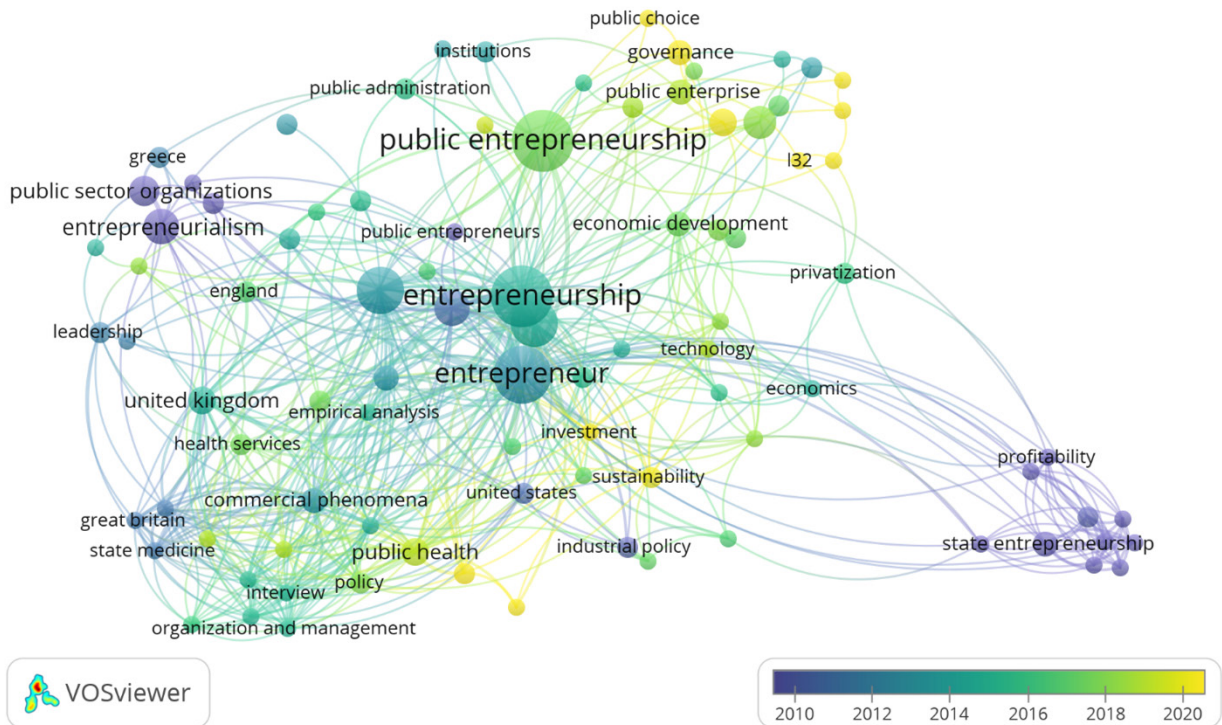 public choice
institutions
governance
public administration
public enterprise
public entrepreneurship
greece
l32
public sector organizations
entrepreneurialism
public entrepreneurs
economic development
privatization
england
entrepreneurship
leadership
technology
entrepreneur
economics
united kingdom
empirical analysis
investment
health services
profitability
sustainability
united states
commercial phenomena
great britain
state medicine
public health
industrial policy
state entrepreneurship
policy
interview
organization and management
VOSviewer
2010 2012 2014 2016 2018 2020